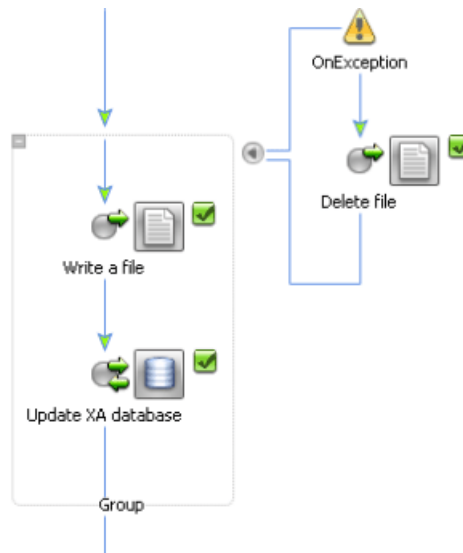 OnException
Delete file
Write a file
Update XA database
Group